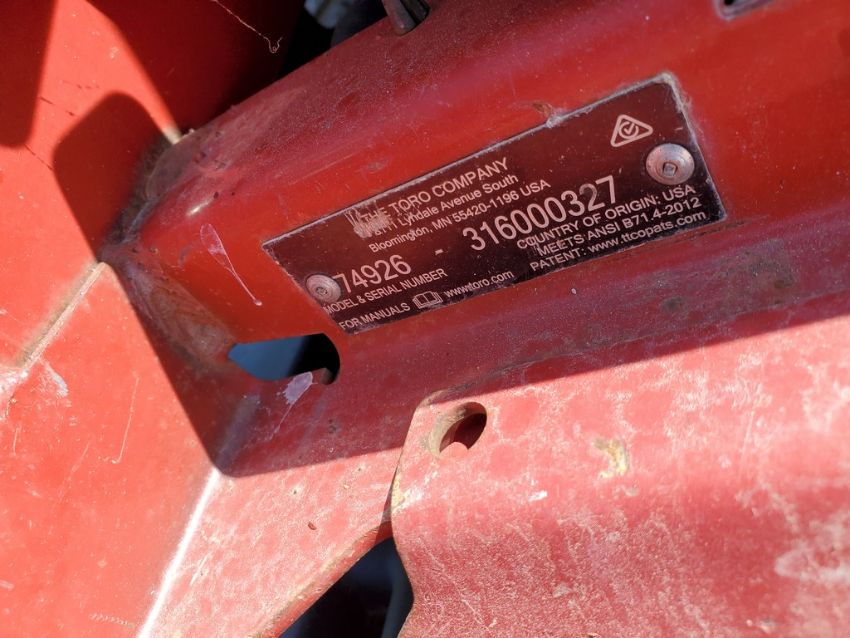 THE TORO COMPANY
8111 Lyndale Avenue South
Bloomington, MN 55420-1196 USA
74926 - 316000327
MODEL & SERIAL NUMBER
COUNTRY OF ORIGIN: USA
MEETS ANSI B71.4-2012
FOR MANUALS www.toro.com
PATENT: www.ttcopats.com